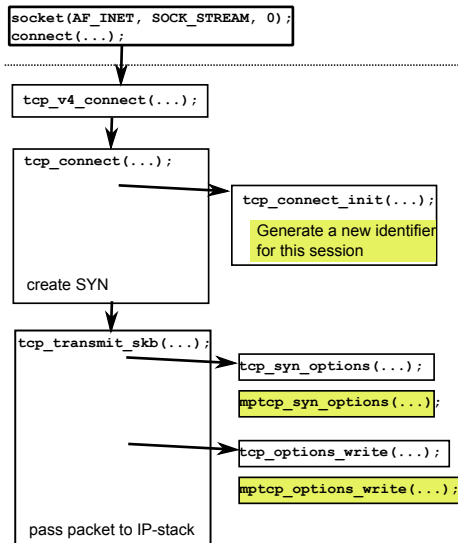 socket(AF_INET, SOCK_STREAM, 0);
connect(...);
tcp_v4_connect(...);
tcp_connect(...);
tcp_connect_init(...);
Generate a new identifier
for this session
create SYN
tcp_transmit_skb(...);
tcp_syn_options(...);
mptcp_syn_options(...);
tcp_options_write(...);
mptcp_options_write(...);
pass packet to IP-stack